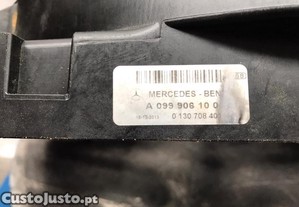 MERCEDES - BEN
A 099 906 10 0
0 130 706 40
CustoJusto.pt